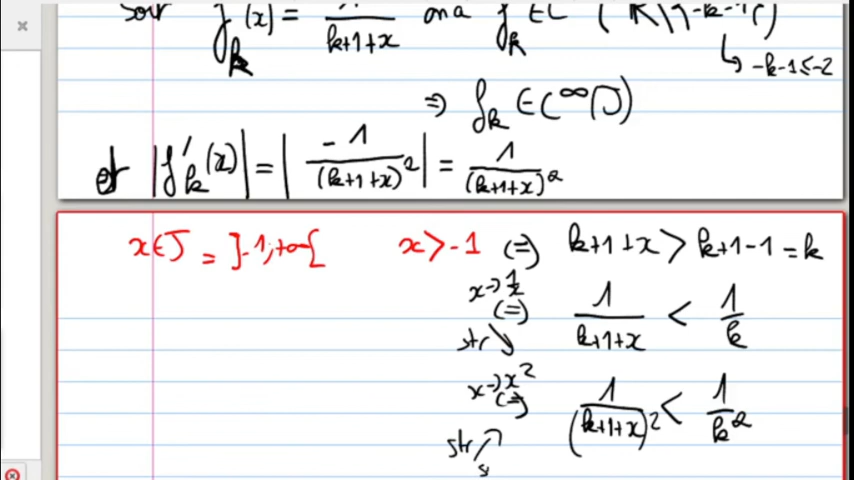 Soit f_k(x) = 1/(k+1+x) on a f_k ∈ C (ℝ\{-k-1})
↳ -k-1 ≤ -2
⇒ f_k ∈ C^∞(J)
et |f'_k(x)| = |-1/(k+1+x)²| = 1/(k+1+x)²
x ∈ J = ]-1,+∞[ x > -1 (=) k+1+x > k+1-1 = k
x→1/x
(=) 1/(k+1+x) < 1/k
str ↘
x→x²
(=) 1/(k+1+x)² < 1/k²
str ↗